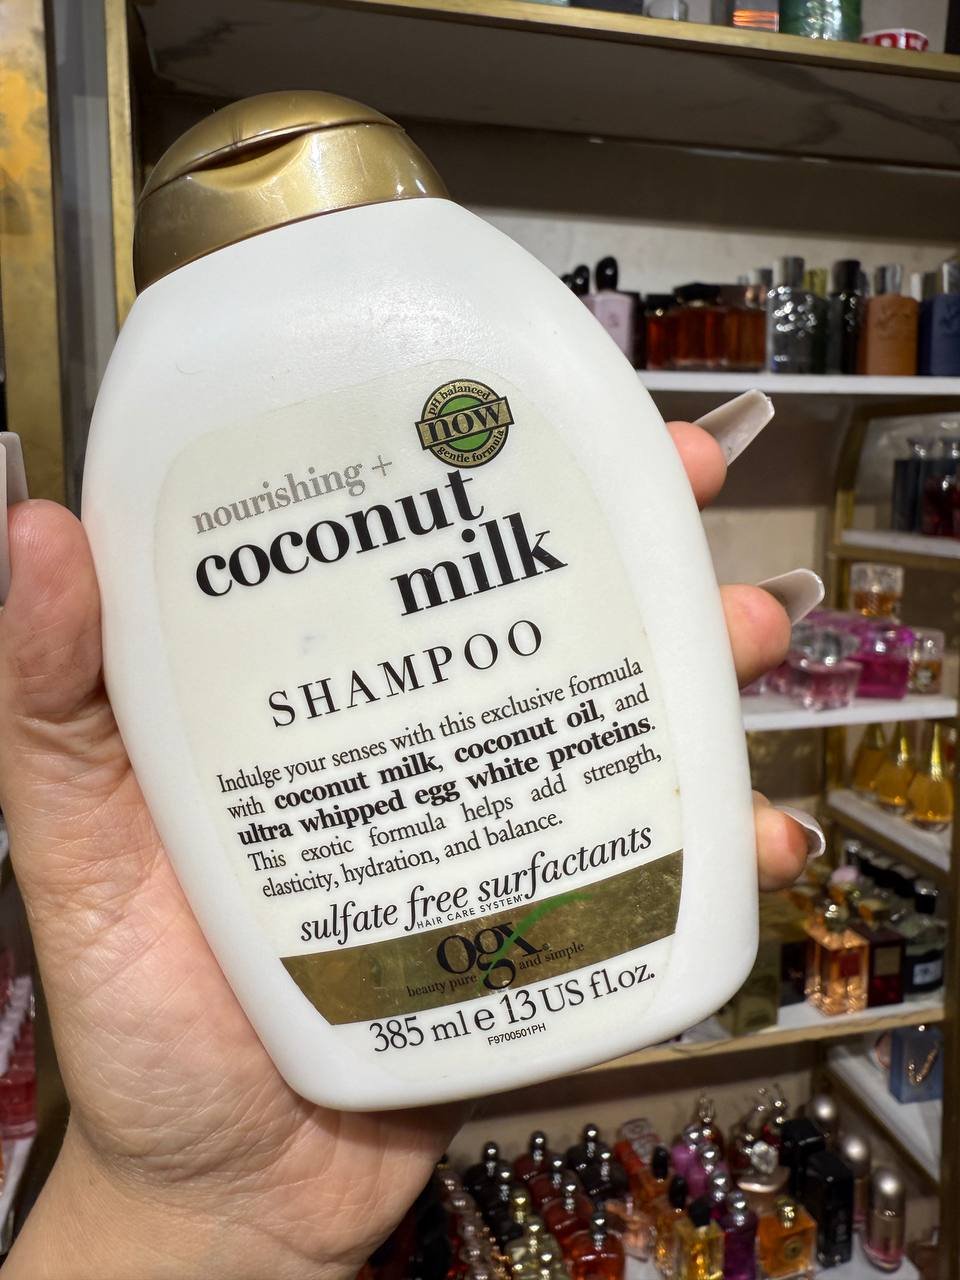 pH balanced
now
gentle formula
nourishing +
coconut
milk
SHAMPOO
Indulge your senses with this exclusive formula
with coconut milk, coconut oil, and
ultra whipped egg white proteins.
This exotic formula helps add strength,
elasticity, hydration, and balance.
sulfate free surfactants
HAIR CARE SYSTEM
ogx
beauty pure and simple
385 ml e 13 US fl.oz.
F9700501PH